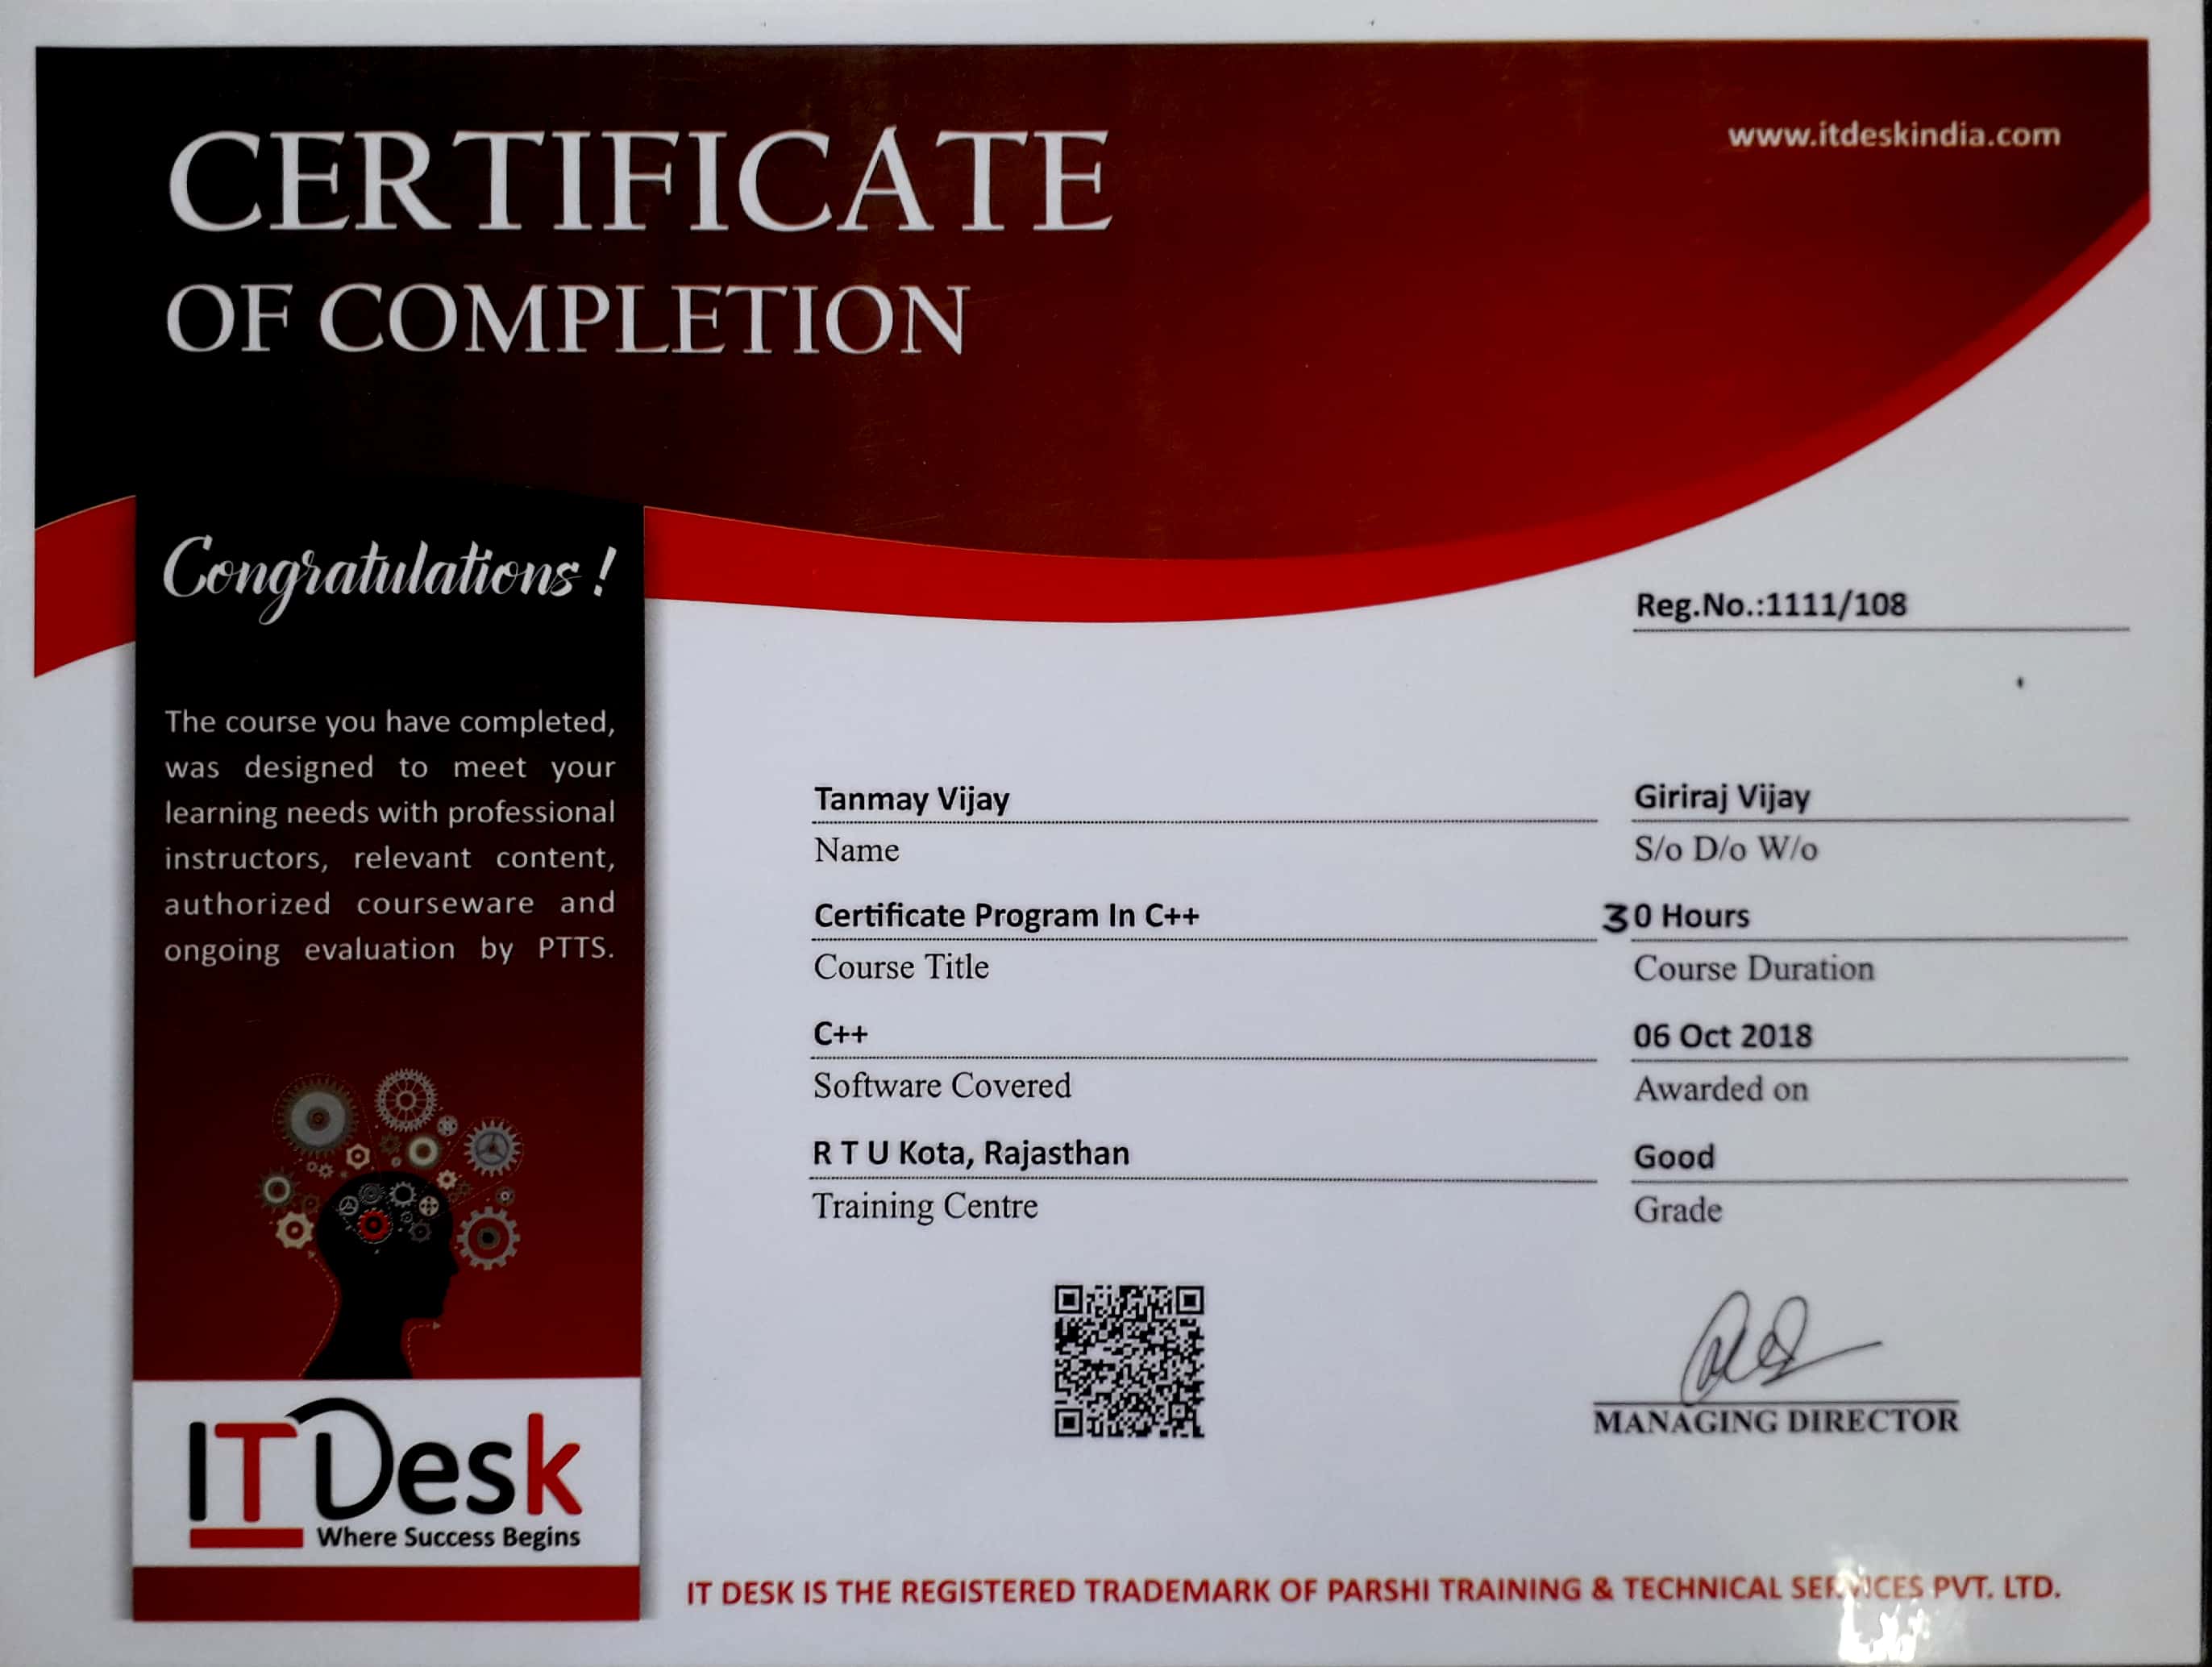 CERTIFICATE
OF COMPLETION
www.itdeskindia.com
Congratulations !
The course you have completed,
was designed to meet your
learning needs with professional
instructors, relevant content,
authorized courseware and
ongoing evaluation by PTTS.
Reg.No.:1111/108
Tanmay Vijay
Name
Giriraj Vijay
S/o D/o W/o
Certificate Program In C++
Course Title
30 Hours
Course Duration
C++
Software Covered
06 Oct 2018
Awarded on
R T U Kota, Rajasthan
Training Centre
Good
Grade
MANAGING DIRECTOR
IT Desk
Where Success Begins
IT DESK IS THE REGISTERED TRADEMARK OF PARSHI TRAINING & TECHNICAL SERVICES PVT. LTD.